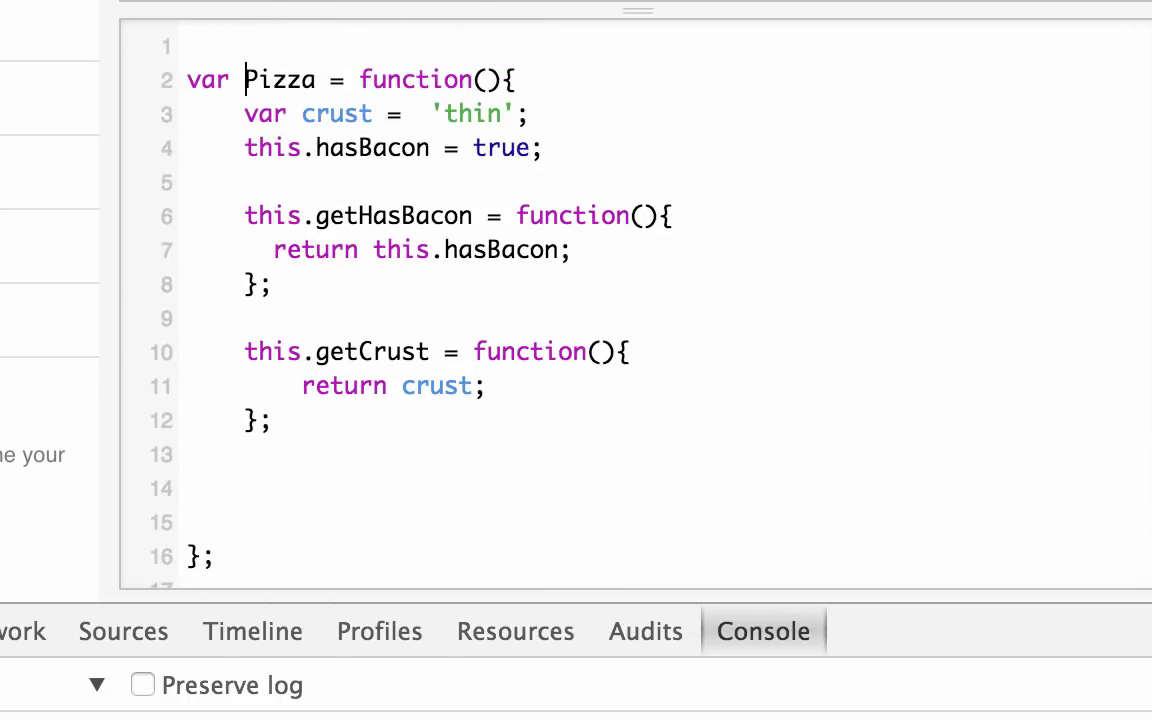 1
2 var Pizza = function(){
3 var crust =  'thin';
4 this.hasBacon = true;
5
6 this.getHasBacon = function(){
7 return this.hasBacon;
8 };
9
10 this.getCrust = function(){
11 return crust;
12 };
13
ne your
14
15
16 };
17
work Sources Timeline Profiles Resources Audits Console
▼ Preserve log